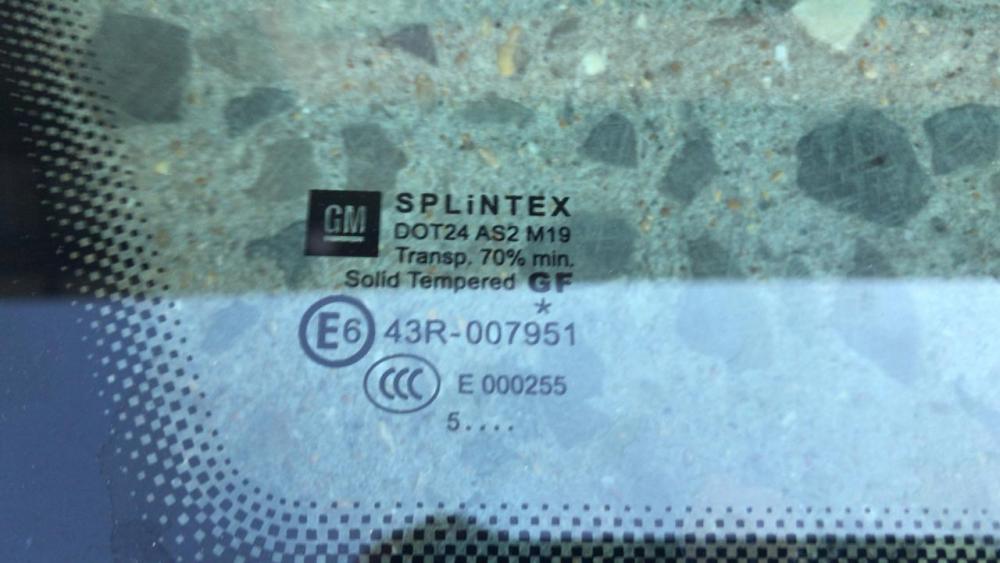 GM
SPLiNTEX
DOT24 AS2 M19
Transp. 70% min.
Solid Tempered GF
*
E6 43R-007951
CCC E 000255
5....